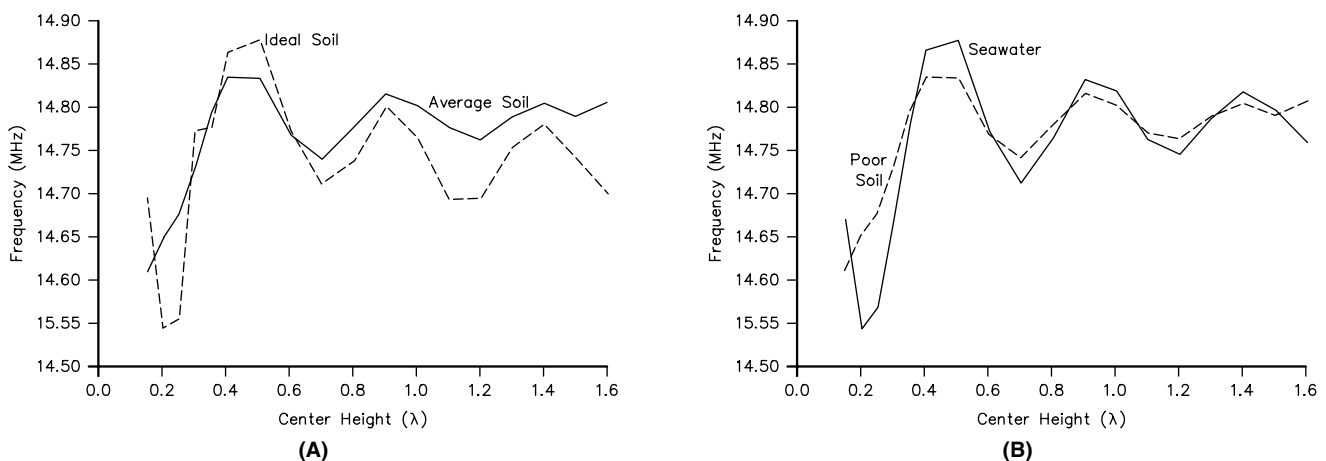 14.90
14.85
14.80
14.75
14.70
14.65
14.60
15.55
14.50
Frequency (MHz)
Ideal Soil
Average Soil
0.0 0.2 0.4 0.6 0.8 1.0 1.2 1.4 1.6
Center Height (λ)
(A)
14.90
14.85
14.80
14.75
14.70
14.65
14.60
15.55
14.50
Frequency (MHz)
Seawater
Poor
Soil
0.0 0.2 0.4 0.6 0.8 1.0 1.2 1.4 1.6
Center Height (λ)
(B)